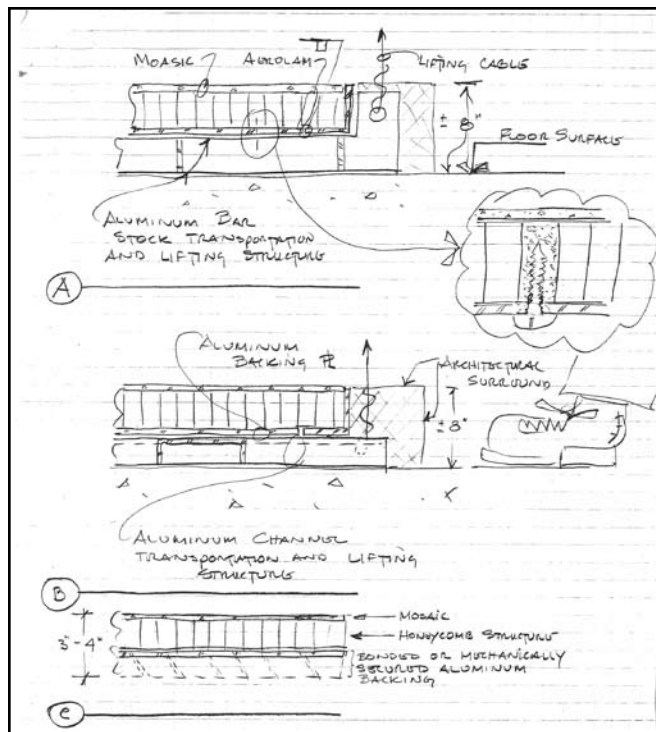 MOASIC
AEROLAM
LIFTING CABLE
± 8"
FLOOR SURFACE
ALUMINUM BAR
STOCK TRANSPORTATION
AND LIFTING STRUCTURE
A
ALUMINUM
BACKING PL
ARCHITECTURAL
SURROUND
±8"
ALUMINUM CHANNEL
TRANSPORTATION AND LIFTING
STRUCTURE
B
3"-4"
MOSAIC
HONEYCOMB STRUCTURE
BONDED OR MECHANICALLY
SECURED ALUMINUM
BACKING
C